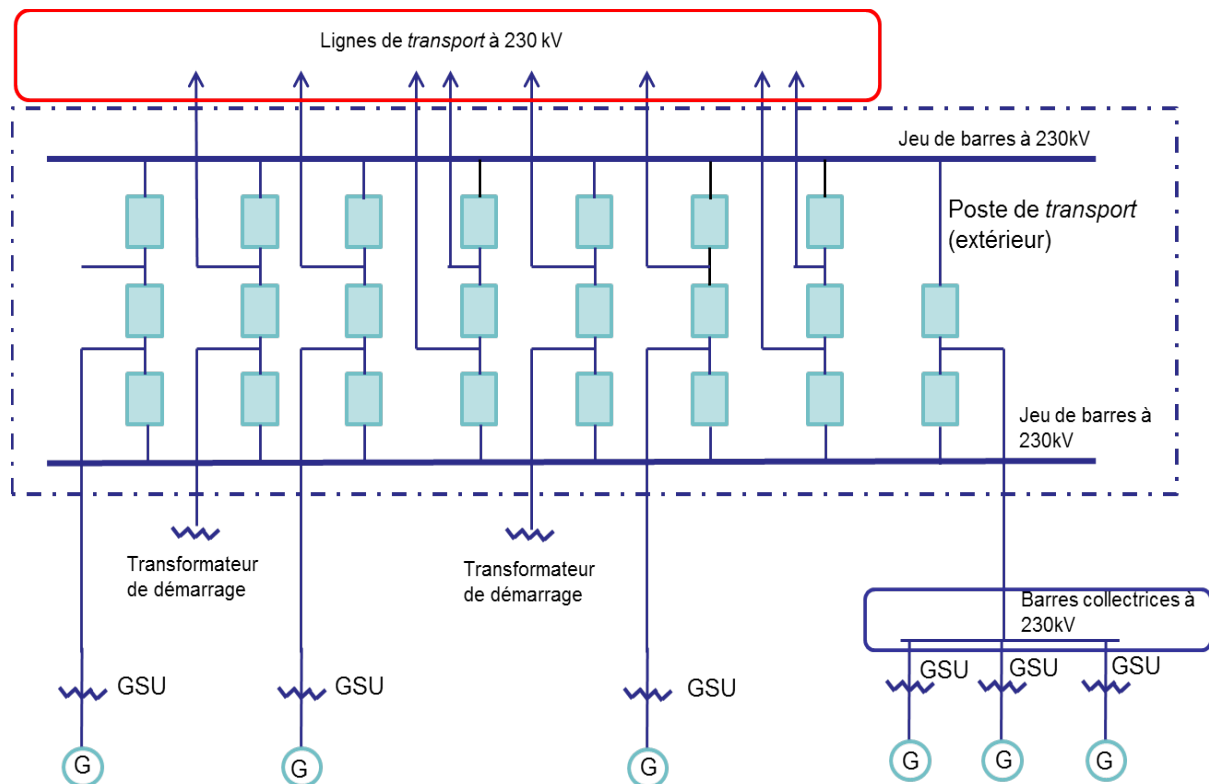 Lignes de transport à 230 kV
Jeu de barres à 230kV
Poste de transport
(extérieur)
Jeu de barres à
230kV
Transformateur
de démarrage
Transformateur
de démarrage
Barres collectrices à
230kV
GSU
GSU
GSU
GSU
GSU
GSU
G
G
G
G
G
G